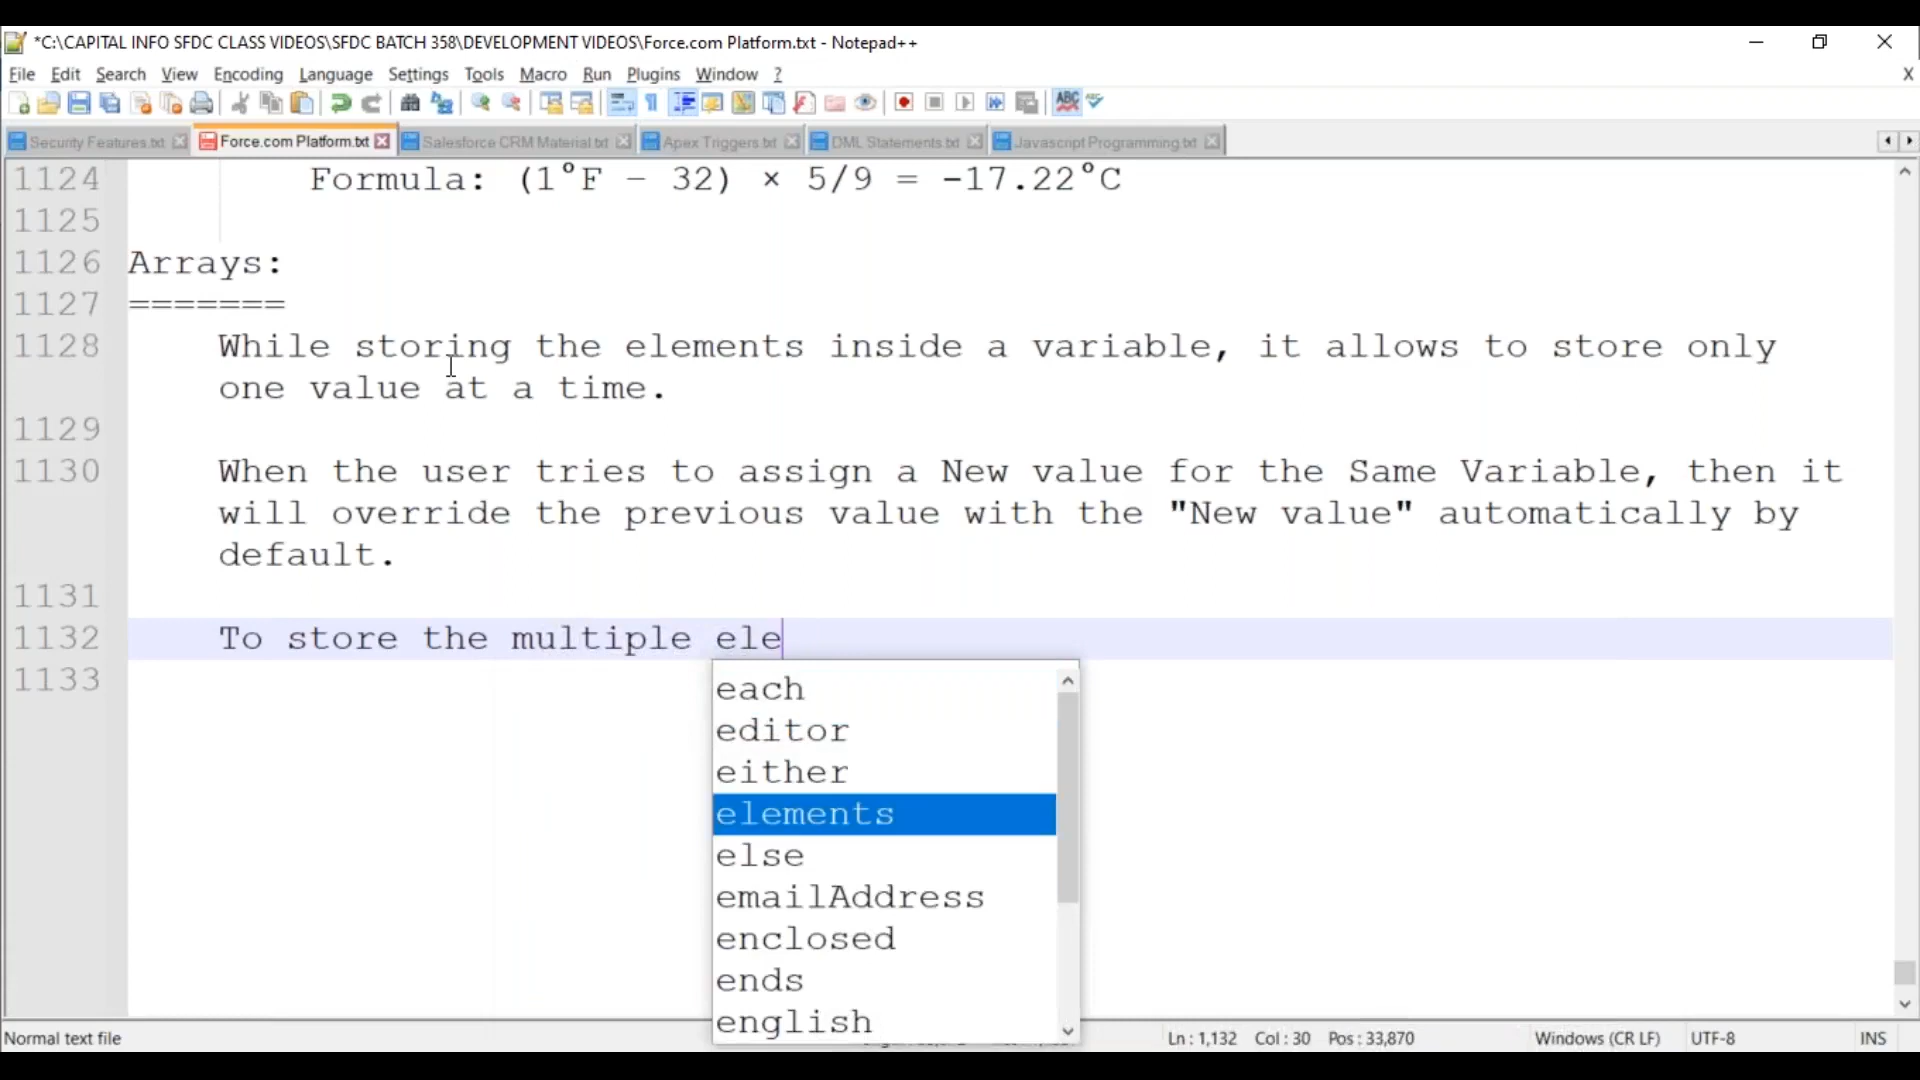 *C:\CAPITAL INFO SFDC CLASS VIDEOS\SFDC BATCH 358\DEVELOPMENT VIDEOS\Force.com Platform.txt - Notepad++
File Edit Search View Encoding Language Settings Tools Macro Run Plugins Window ? X
Security Features.txt Force.com Platform.txt Salesforce CRM Material.txt Apex Triggers.txt DML Statements.txt Javascript Programming.txt
1124 Formula: (1°F − 32) × 5/9 = -17.22°C
1125
1126 Arrays:
1127 =======
1128 While storing the elements inside a variable, it allows to store only
one value at a time.
1129
1130 When the user tries to assign a New value for the Same Variable, then it
will override the previous value with the "New value" automatically by
default.
1131
1132 To store the multiple ele
1133
each
editor
either
elements
else
emailAddress
enclosed
ends
english
Normal text file Ln : 1,132 Col : 30 Pos : 33,870 Windows (CR LF) UTF-8 INS